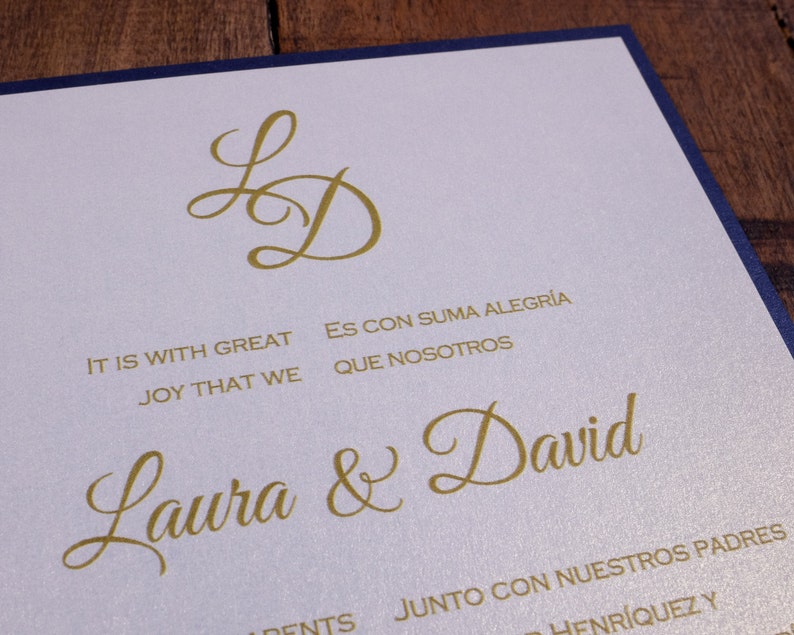 L
D
It is with great Es con suma alegría
joy that we que nosotros
Laura & David
Junto con nuestros padres
Henríquez y